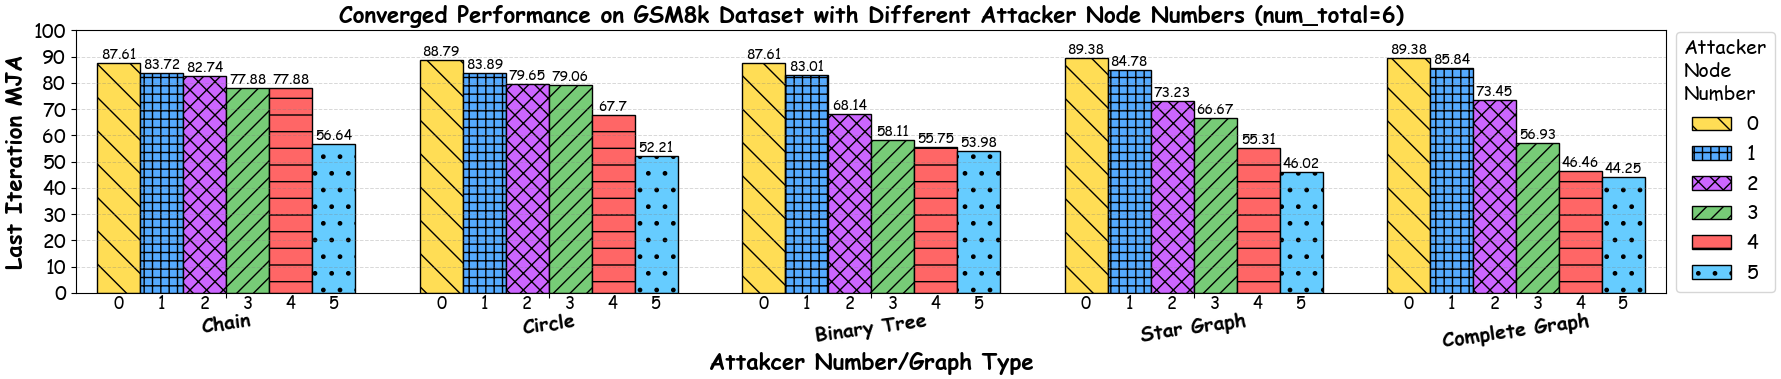 Converged Performance on GSM8k Dataset with Different Attacker Node Numbers (num_total=6)
Last Iteration MJA
100
90
80
70
60
50
40
30
20
10
0
87.61 83.72 82.74 77.88 77.88 56.64
88.79 83.89 79.65 79.06 67.7 52.21
87.61 83.01 68.14 58.11 55.75 53.98
89.38 84.78 73.23 66.67 55.31 46.02
89.38 85.84 73.45 56.93 46.46 44.25
0 1 2 3 4 5 0 1 2 3 4 5 0 1 2 3 4 5 0 1 2 3 4 5 0 1 2 3 4 5
Chain Circle Binary Tree Star Graph Complete Graph
Attakcer Number/Graph Type
Attacker
Node
Number
0
1
2
3
4
5